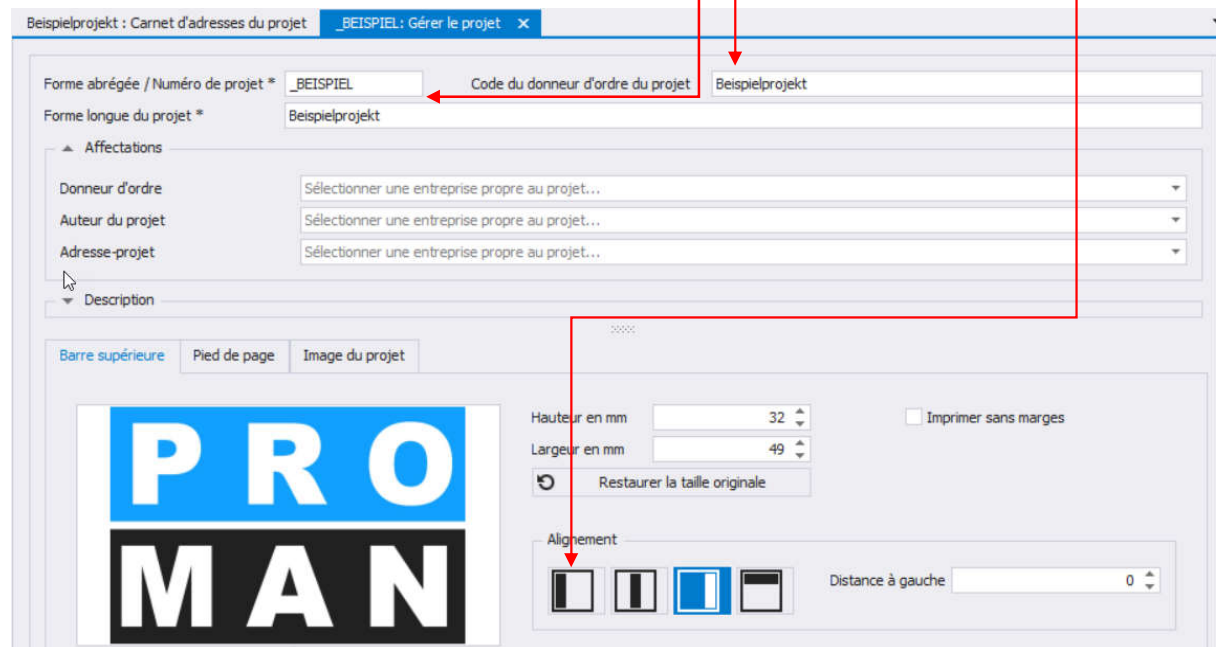 Beispielprojekt : Carnet d'adresses du projet _BEISPIEL: Gérer le projet
Forme abrégée / Numéro de projet * _BEISPIEL Code du donneur d'ordre du projet Beispielprojekt
Forme longue du projet * Beispielprojekt
Affectations
Donneur d'ordre Sélectionner une entreprise propre au projet...
Auteur du projet Sélectionner une entreprise propre au projet...
Adresse-projet Sélectionner une entreprise propre au projet...
Description
Barre supérieure Pied de page Image du projet
PRO
MAN
Hauteur en mm 32 Imprimer sans marges
Largeur en mm 49
Restaurer la taille originale
Alignement
Distance à gauche 0